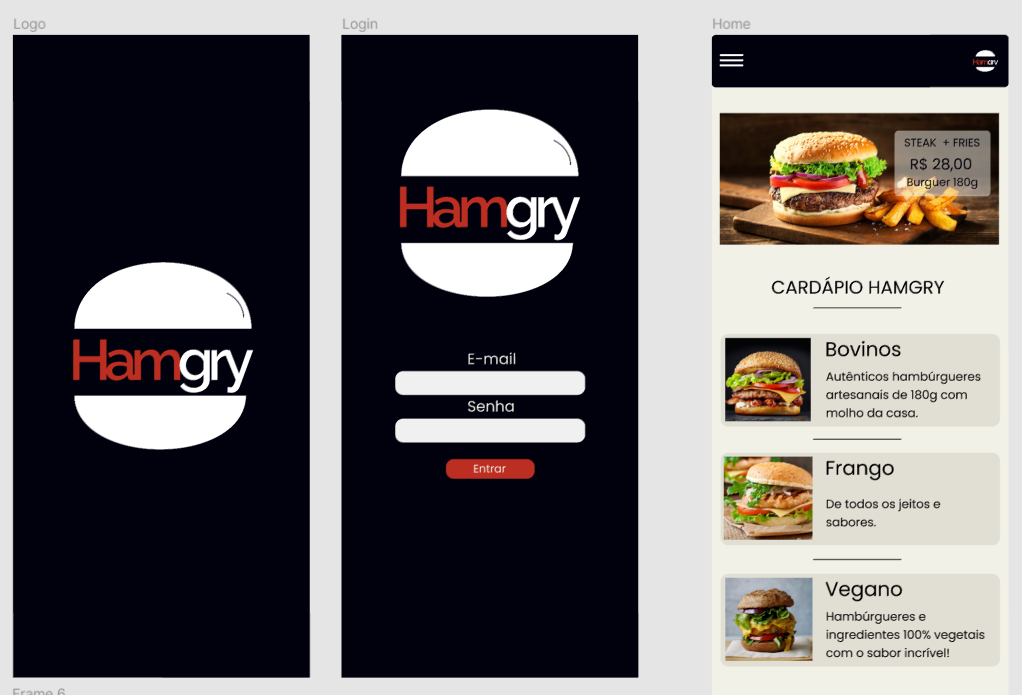 Logo
Login
Home
Hamgry
Hamgry
Hamgry
STEAK + FRIES
R$ 28,00
Burguer 180g
CARDÁPIO HAMGRY
E-mail
Senha
Entrar
Bovinos
Autênticos hambúrgueres
artesanais de 180g com
molho da casa.
Frango
De todos os jeitos e
sabores.
Vegano
Hambúrgueres e
ingredientes 100% vegetais
com o sabor incrível!
Frame 6